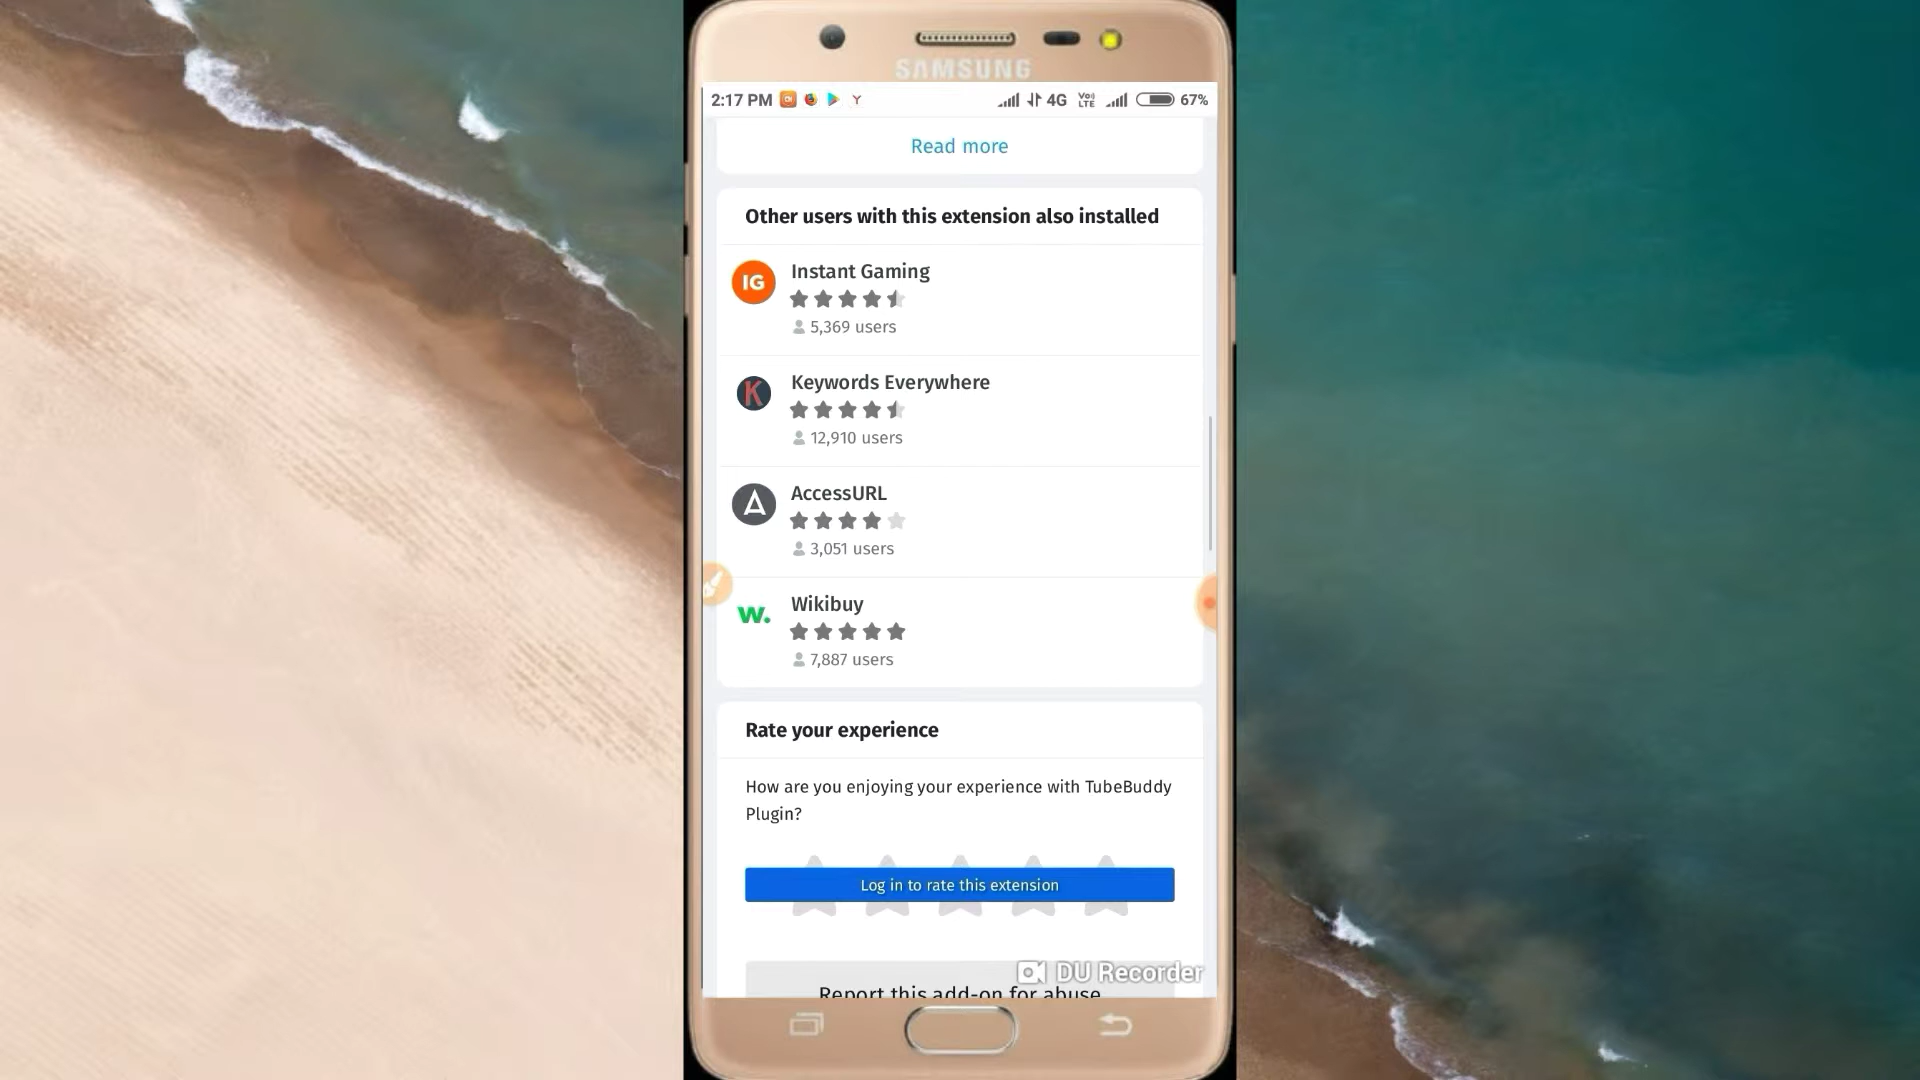 SAMSUNG
2:17 PM 4G Vo)) LTE 67%
Read more
Other users with this extension also installed
IG Instant Gaming
5,369 users
K Keywords Everywhere
12,910 users
A AccessURL
3,051 users
w. Wikibuy
7,887 users
Rate your experience
How are you enjoying your experience with TubeBuddy
Plugin?
Log in to rate this extension
DU Recorder
Report this add-on for abuse